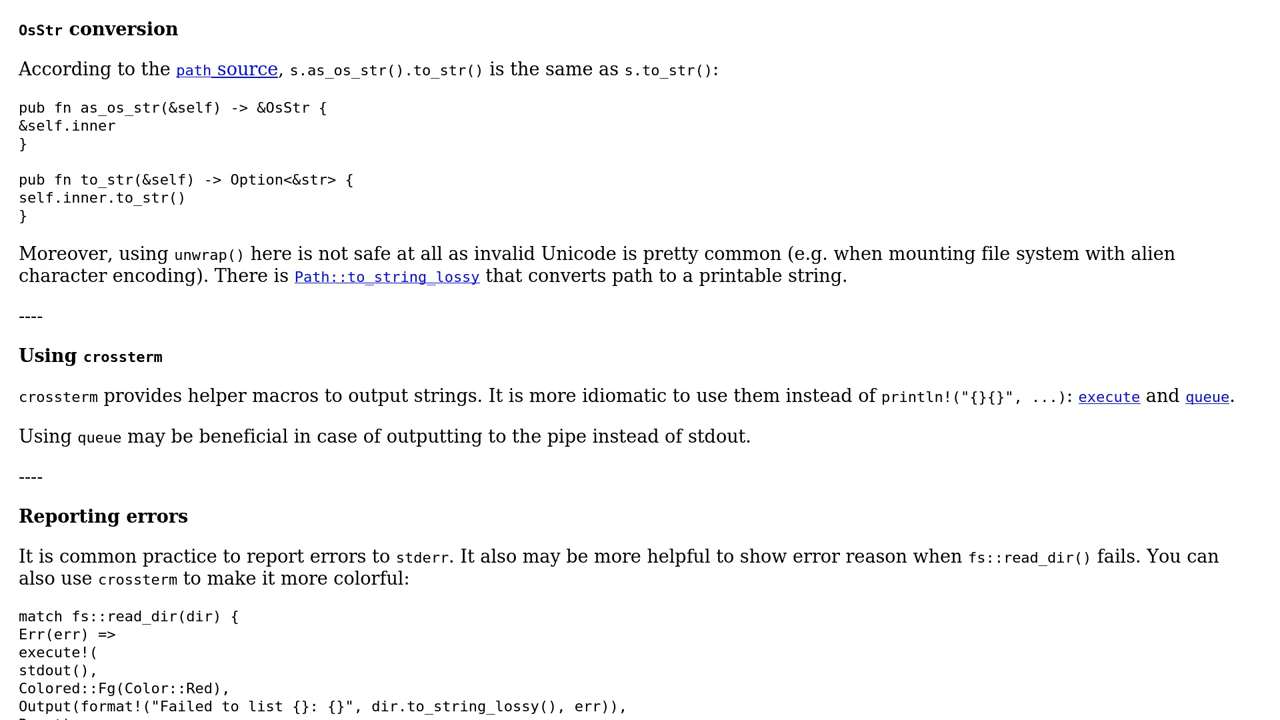 OsStr conversion
According to the path source, s.as_os_str().to_str() is the same as s.to_str():
pub fn as_os_str(&self) -> &OsStr {
&self.inner
}
pub fn to_str(&self) -> Option<&str> {
self.inner.to_str()
}
Moreover, using unwrap() here is not safe at all as invalid Unicode is pretty common (e.g. when mounting file system with alien
character encoding). There is Path::to_string_lossy that converts path to a printable string.
----
Using crossterm
crossterm provides helper macros to output strings. It is more idiomatic to use them instead of println!("{}{}", ...): execute and queue.
Using queue may be beneficial in case of outputting to the pipe instead of stdout.
----
Reporting errors
It is common practice to report errors to stderr. It also may be more helpful to show error reason when fs::read_dir() fails. You can
also use crossterm to make it more colorful:
match fs::read_dir(dir) {
Err(err) =>
execute!(
stdout(),
Colored::Fg(Color::Red),
Output(format!("Failed to list {}: {}", dir.to_string_lossy(), err)),